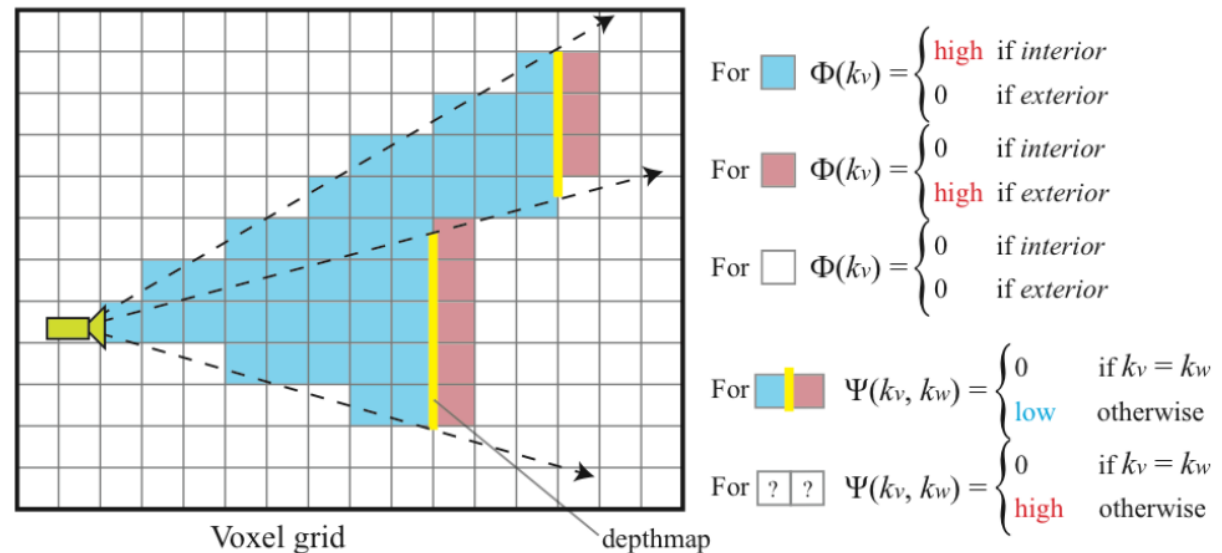 For Φ(kv) = { high if interior
0 if exterior
For Φ(kv) = { 0 if interior
high if exterior
For Φ(kv) = { 0 if interior
0 if exterior
For Ψ(kv, kw) = { 0 if kv = kw
low otherwise
For ? ? Ψ(kv, kw) = { 0 if kv = kw
high otherwise
Voxel grid
depthmap